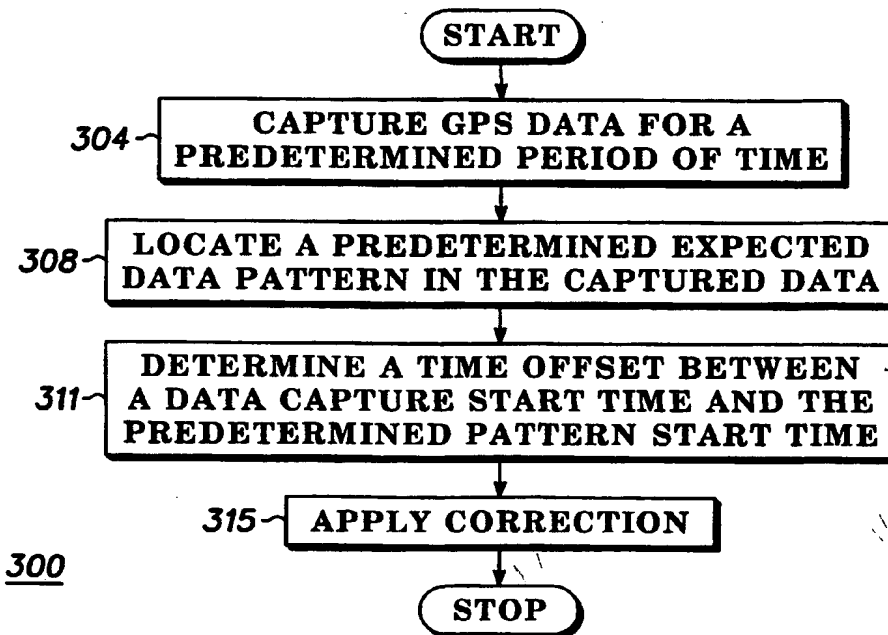 START
304
CAPTURE GPS DATA FOR A
PREDETERMINED PERIOD OF TIME
308
LOCATE A PREDETERMINED EXPECTED
DATA PATTERN IN THE CAPTURED DATA
311
DETERMINE A TIME OFFSET BETWEEN
A DATA CAPTURE START TIME AND THE
PREDETERMINED PATTERN START TIME
315
APPLY CORRECTION
300
STOP